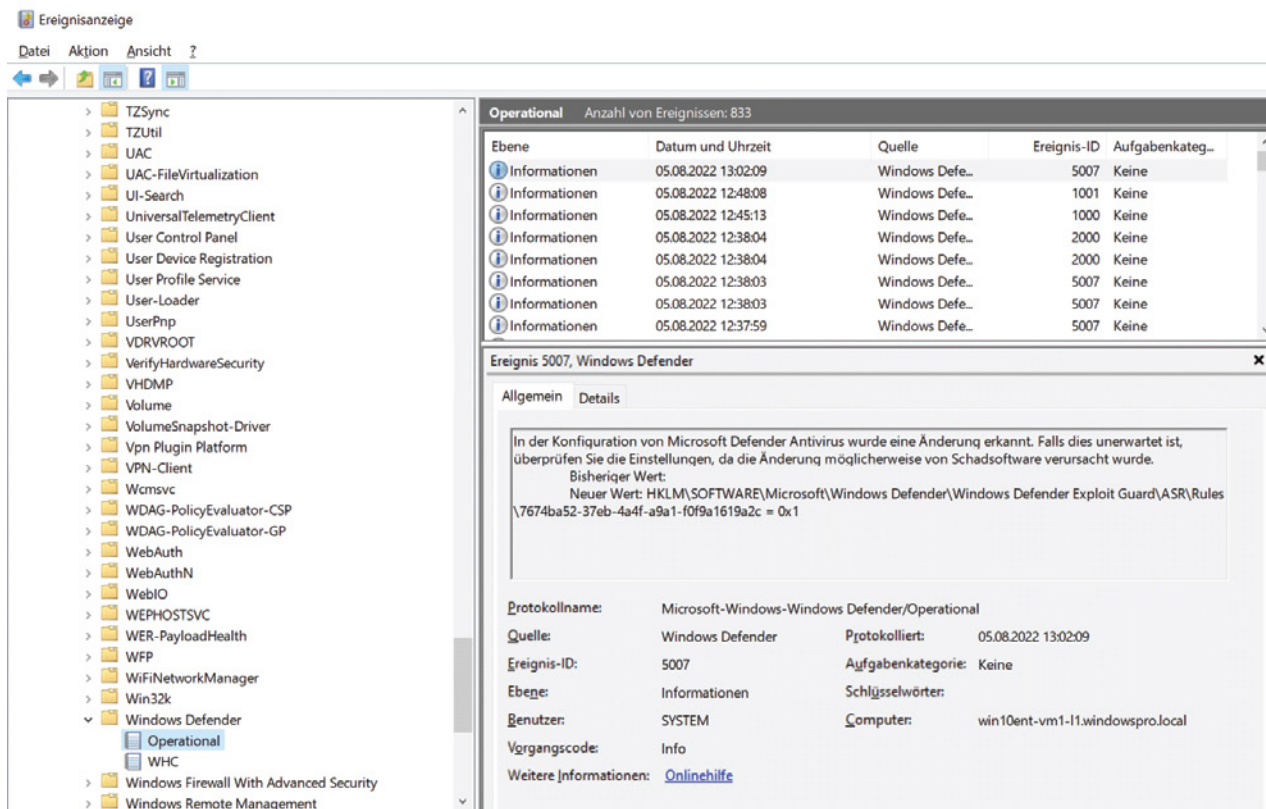 Ereignisanzeige
Datei Aktion Ansicht ?
TZSync
TZUtil
UAC
UAC-FileVirtualization
UI-Search
UniversalTelemetryClient
User Control Panel
User Device Registration
User Profile Service
User-Loader
UserPnp
VDRVROOT
VerifyHardwareSecurity
VHDMP
Volume
VolumeSnapshot-Driver
Vpn Plugin Platform
VPN-Client
Wcmsvc
WDAG-PolicyEvaluator-CSP
WDAG-PolicyEvaluator-GP
WebAuth
WebAuthN
WebIO
WEPHOSTSVC
WER-PayloadHealth
WFP
WiFiNetworkManager
Win32k
Windows Defender
Operational
WHC
Windows Firewall With Advanced Security
Windows Remote Management
Operational Anzahl von Ereignissen: 833
Ebene Datum und Uhrzeit Quelle Ereignis-ID Aufgabenkateg...
Informationen 05.08.2022 13:02:09 Windows Defe... 5007 Keine
Informationen 05.08.2022 12:48:08 Windows Defe... 1001 Keine
Informationen 05.08.2022 12:45:13 Windows Defe... 1000 Keine
Informationen 05.08.2022 12:38:04 Windows Defe... 2000 Keine
Informationen 05.08.2022 12:38:04 Windows Defe... 2000 Keine
Informationen 05.08.2022 12:38:03 Windows Defe... 5007 Keine
Informationen 05.08.2022 12:38:03 Windows Defe... 5007 Keine
Informationen 05.08.2022 12:37:59 Windows Defe... 5007 Keine
Ereignis 5007, Windows Defender
Allgemein Details
In der Konfiguration von Microsoft Defender Antivirus wurde eine Änderung erkannt. Falls dies unerwartet ist,
überprüfen Sie die Einstellungen, da die Änderung möglicherweise von Schadsoftware verursacht wurde.
Bisheriger Wert:
Neuer Wert: HKLM\SOFTWARE\Microsoft\Windows Defender\Windows Defender Exploit Guard\ASR\Rules
\7674ba52-37eb-4a4f-a9a1-f0f9a1619a2c = 0x1
Protokollname: Microsoft-Windows-Windows Defender/Operational
Quelle: Windows Defender Protokolliert: 05.08.2022 13:02:09
Ereignis-ID: 5007 Aufgabenkategorie: Keine
Ebene: Informationen Schlüsselwörter:
Benutzer: SYSTEM Computer: win10ent-vm1-l1.windowspro.local
Vorgangscode: Info
Weitere Informationen: Onlinehilfe